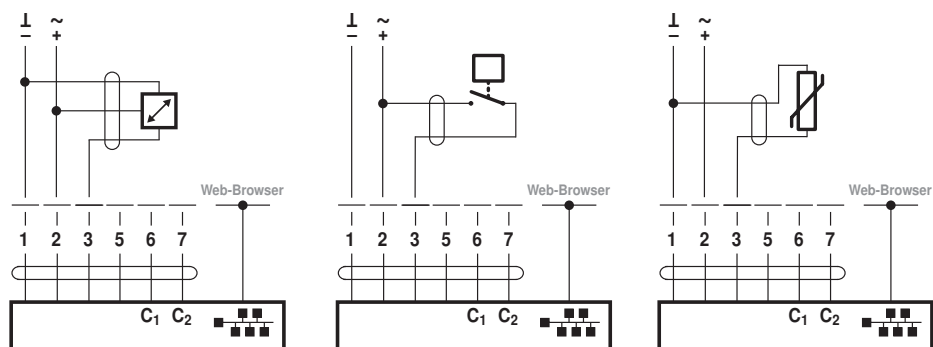 ⊥ ~ ⊥ ~ ⊥ ~
− + − + − +
Web-Browser Web-Browser Web-Browser
1 2 3 5 6 7 1 2 3 5 6 7 1 2 3 5 6 7
C1 C2 C1 C2 C1 C2